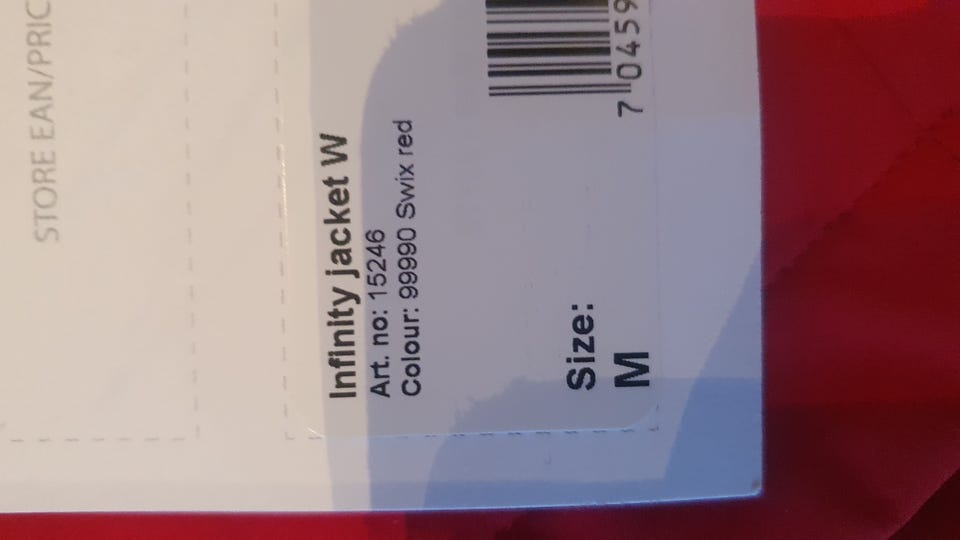 STORE EAN/PRIC
Infinity jacket W
Art. no: 15246
Colour: 99990 Swix red
Size:
M
7 0459